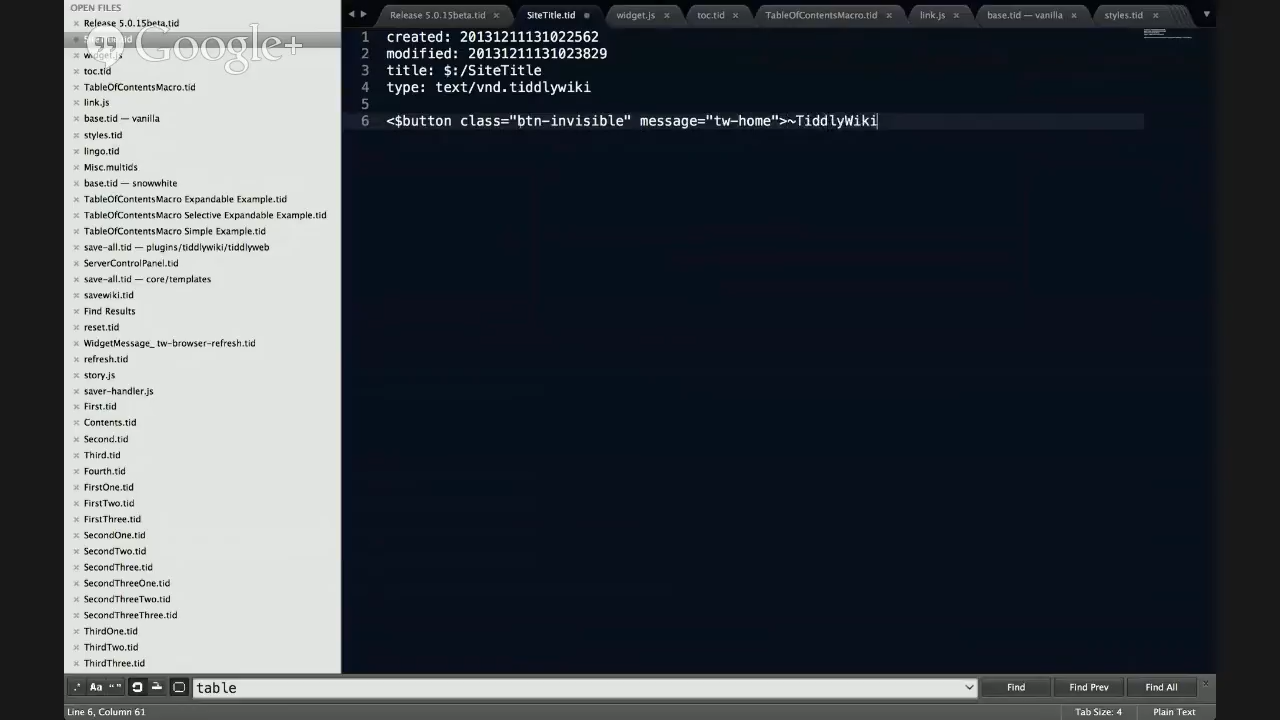 OPEN FILES
Release 5.0.15beta.tid
Google+
widget.js
toc.tid
TableOfContentsMacro.tid
link.js
base.tid — vanilla
styles.tid
lingo.tid
Misc.multids
base.tid — snowwhite
TableOfContentsMacro Expandable Example.tid
TableOfContentsMacro Selective Expandable Example.tid
TableOfContentsMacro Simple Example.tid
save-all.tid — plugins/tiddlywiki/tiddlyweb
ServerControlPanel.tid
save-all.tid — core/templates
savewiki.tid
Find Results
reset.tid
WidgetMessage_ tw-browser-refresh.tid
refresh.tid
story.js
saver-handler.js
First.tid
Contents.tid
Second.tid
Third.tid
Fourth.tid
FirstOne.tid
FirstTwo.tid
FirstThree.tid
SecondOne.tid
SecondTwo.tid
SecondThree.tid
SecondThreeOne.tid
SecondThreeTwo.tid
SecondThreeThree.tid
ThirdOne.tid
ThirdTwo.tid
ThirdThree.tid
Release 5.0.15beta.tid SiteTitle.tid widget.js toc.tid TableOfContentsMacro.tid link.js base.tid — vanilla styles.tid
1 created: 20131211131022562
2 modified: 20131211131023829
3 title: $:/SiteTitle
4 type: text/vnd.tiddlywiki
5
6 <$button class="btn-invisible" message="tw-home">~TiddlyWiki
.* Aa “” table Find Find Prev Find All
Line 6, Column 61 Tab Size: 4 Plain Text